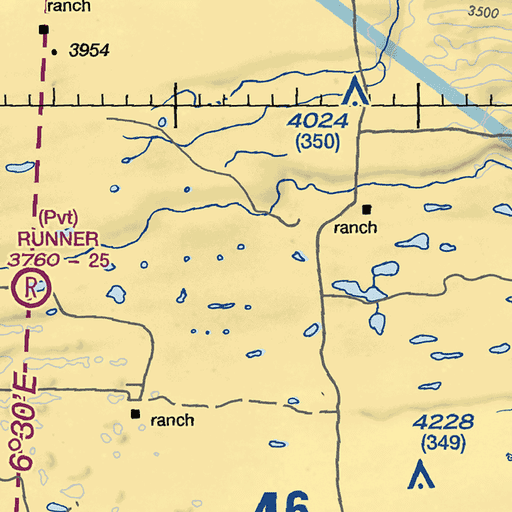 ranch
3500
3954
4024
(350)
(Pvt)
RUNNER
3760 - 25
R
ranch
6°30'E
ranch
4228
(349)
46